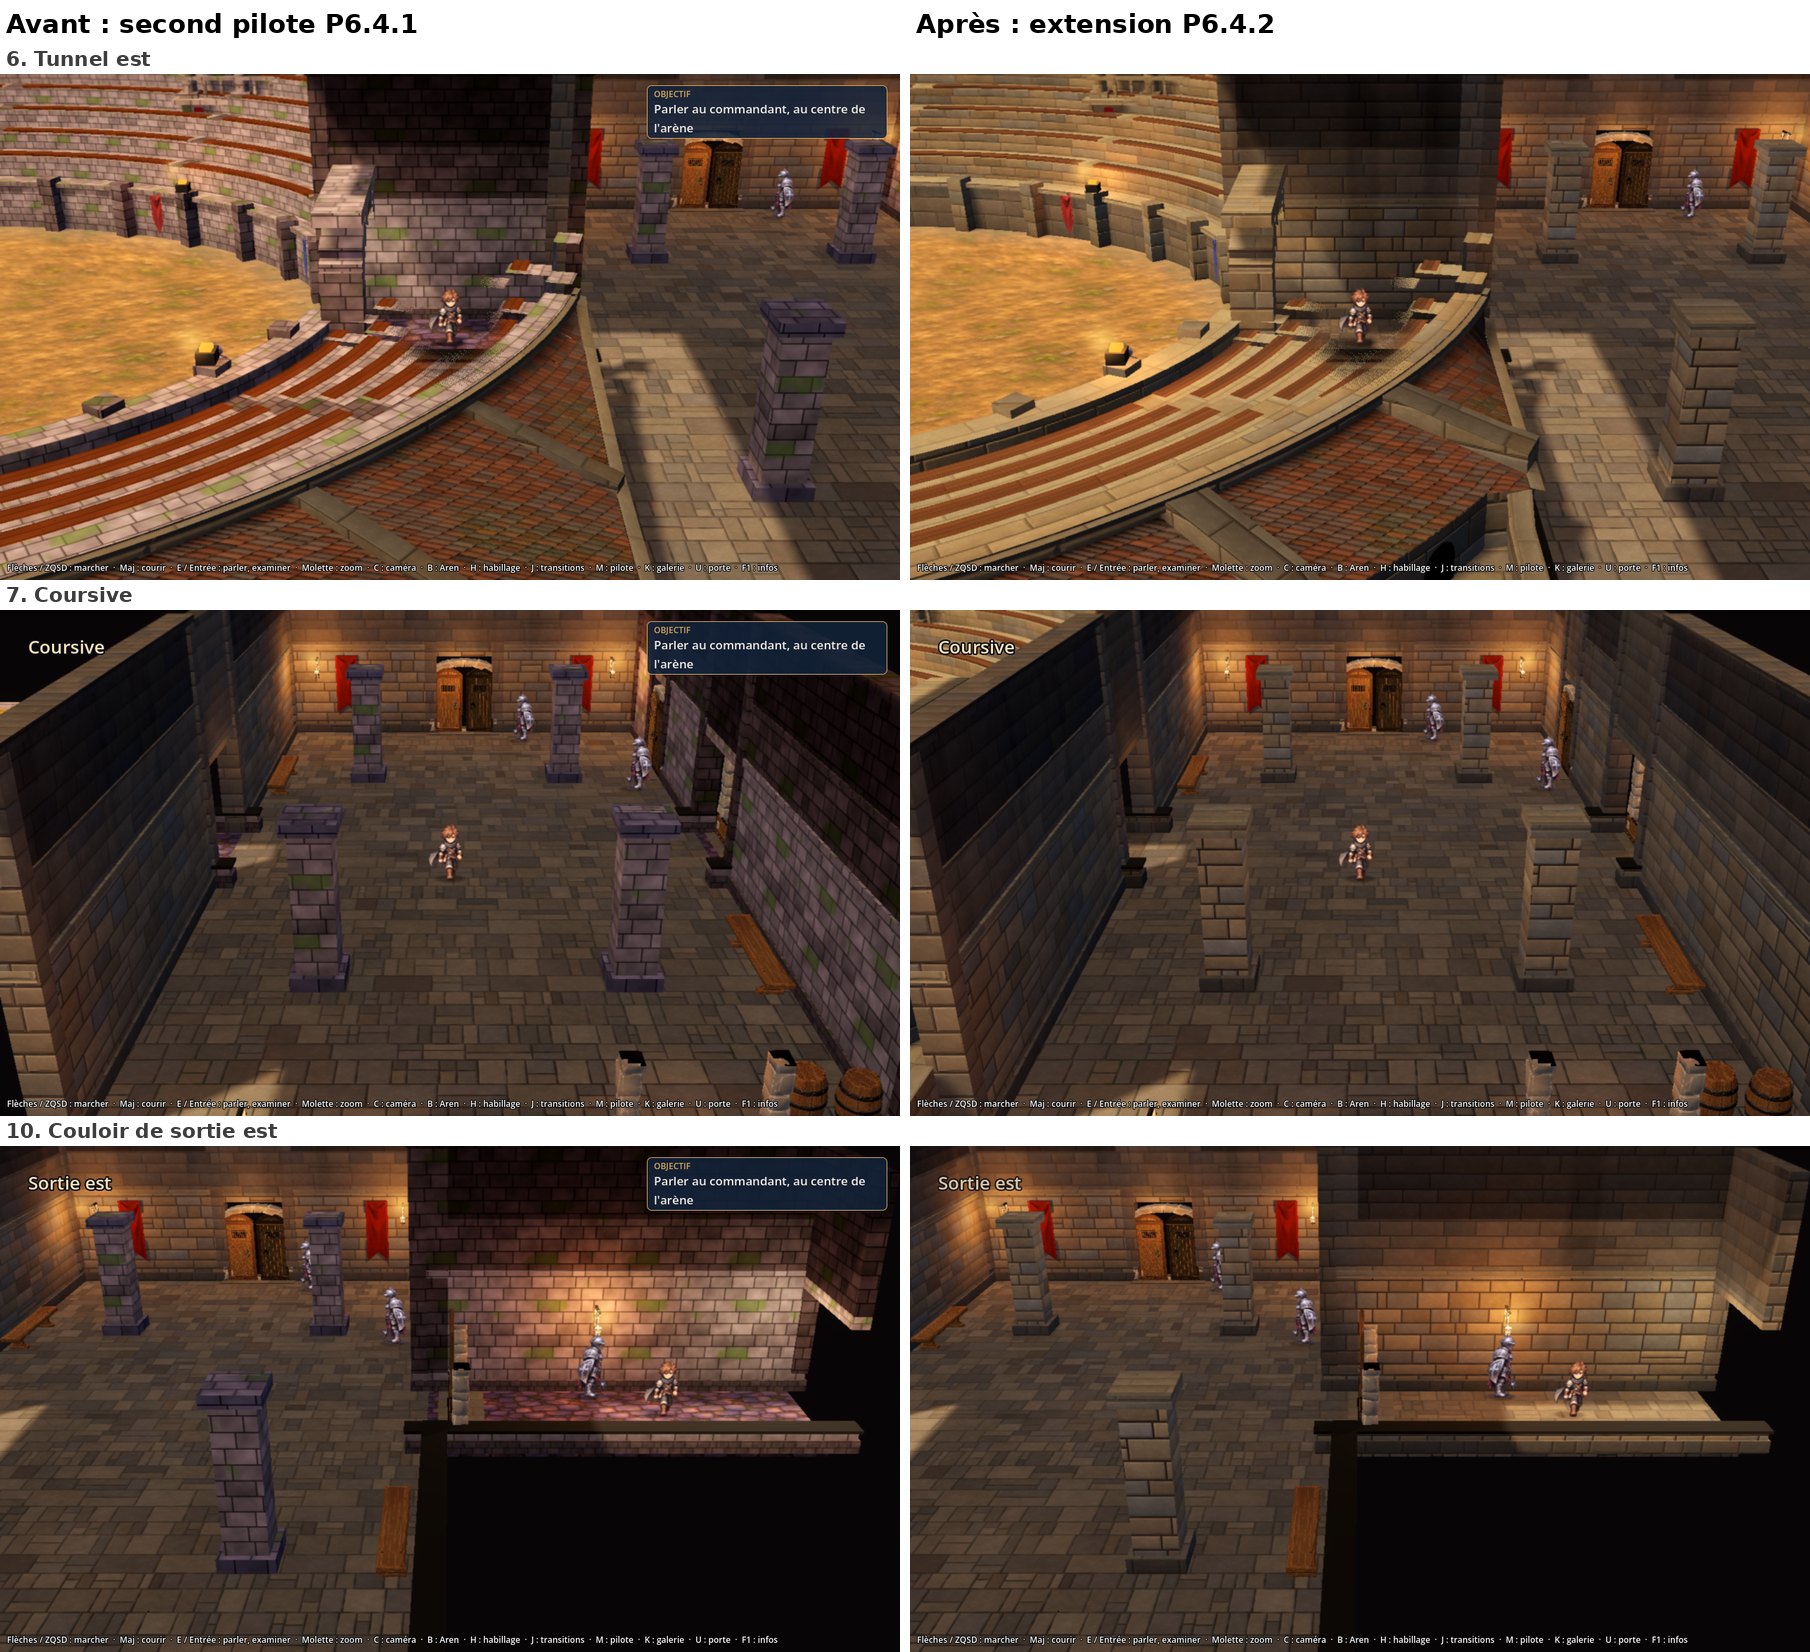 Avant : second pilote P6.4.1
Après : extension P6.4.2
6. Tunnel est
OBJECTIF
Parler au commandant, au centre de
l'arène
Flèches / ZQSD : marcher · Maj : courir · E / Entrée : parler, examiner · Molette : zoom · C : caméra · B : Aren · H : habillage · J : transitions · M : pilote · K : galerie · U : porte · F1 : infos
Flèches / ZQSD : marcher · Maj : courir · E / Entrée : parler, examiner · Molette : zoom · C : caméra · B : Aren · H : habillage · J : transitions · M : pilote · K : galerie · U : porte · F1 : infos
7. Coursive
Coursive
OBJECTIF
Parler au commandant, au centre de
l'arène
Coursive
Flèches / ZQSD : marcher · Maj : courir · E / Entrée : parler, examiner · Molette : zoom · C : caméra · B : Aren · H : habillage · J : transitions · M : pilote · K : galerie · U : porte · F1 : infos
Flèches / ZQSD : marcher · Maj : courir · E / Entrée : parler, examiner · Molette : zoom · C : caméra · B : Aren · H : habillage · J : transitions · M : pilote · K : galerie · U : porte · F1 : infos
10. Couloir de sortie est
Sortie est
OBJECTIF
Parler au commandant, au centre de
l'arène
Sortie est
Flèches / ZQSD : marcher · Maj : courir · E / Entrée : parler, examiner · Molette : zoom · C : caméra · B : Aren · H : habillage · J : transitions · M : pilote · K : galerie · U : porte · F1 : infos
Flèches / ZQSD : marcher · Maj : courir · E / Entrée : parler, examiner · Molette : zoom · C : caméra · B : Aren · H : habillage · J : transitions · M : pilote · K : galerie · U : porte · F1 : infos